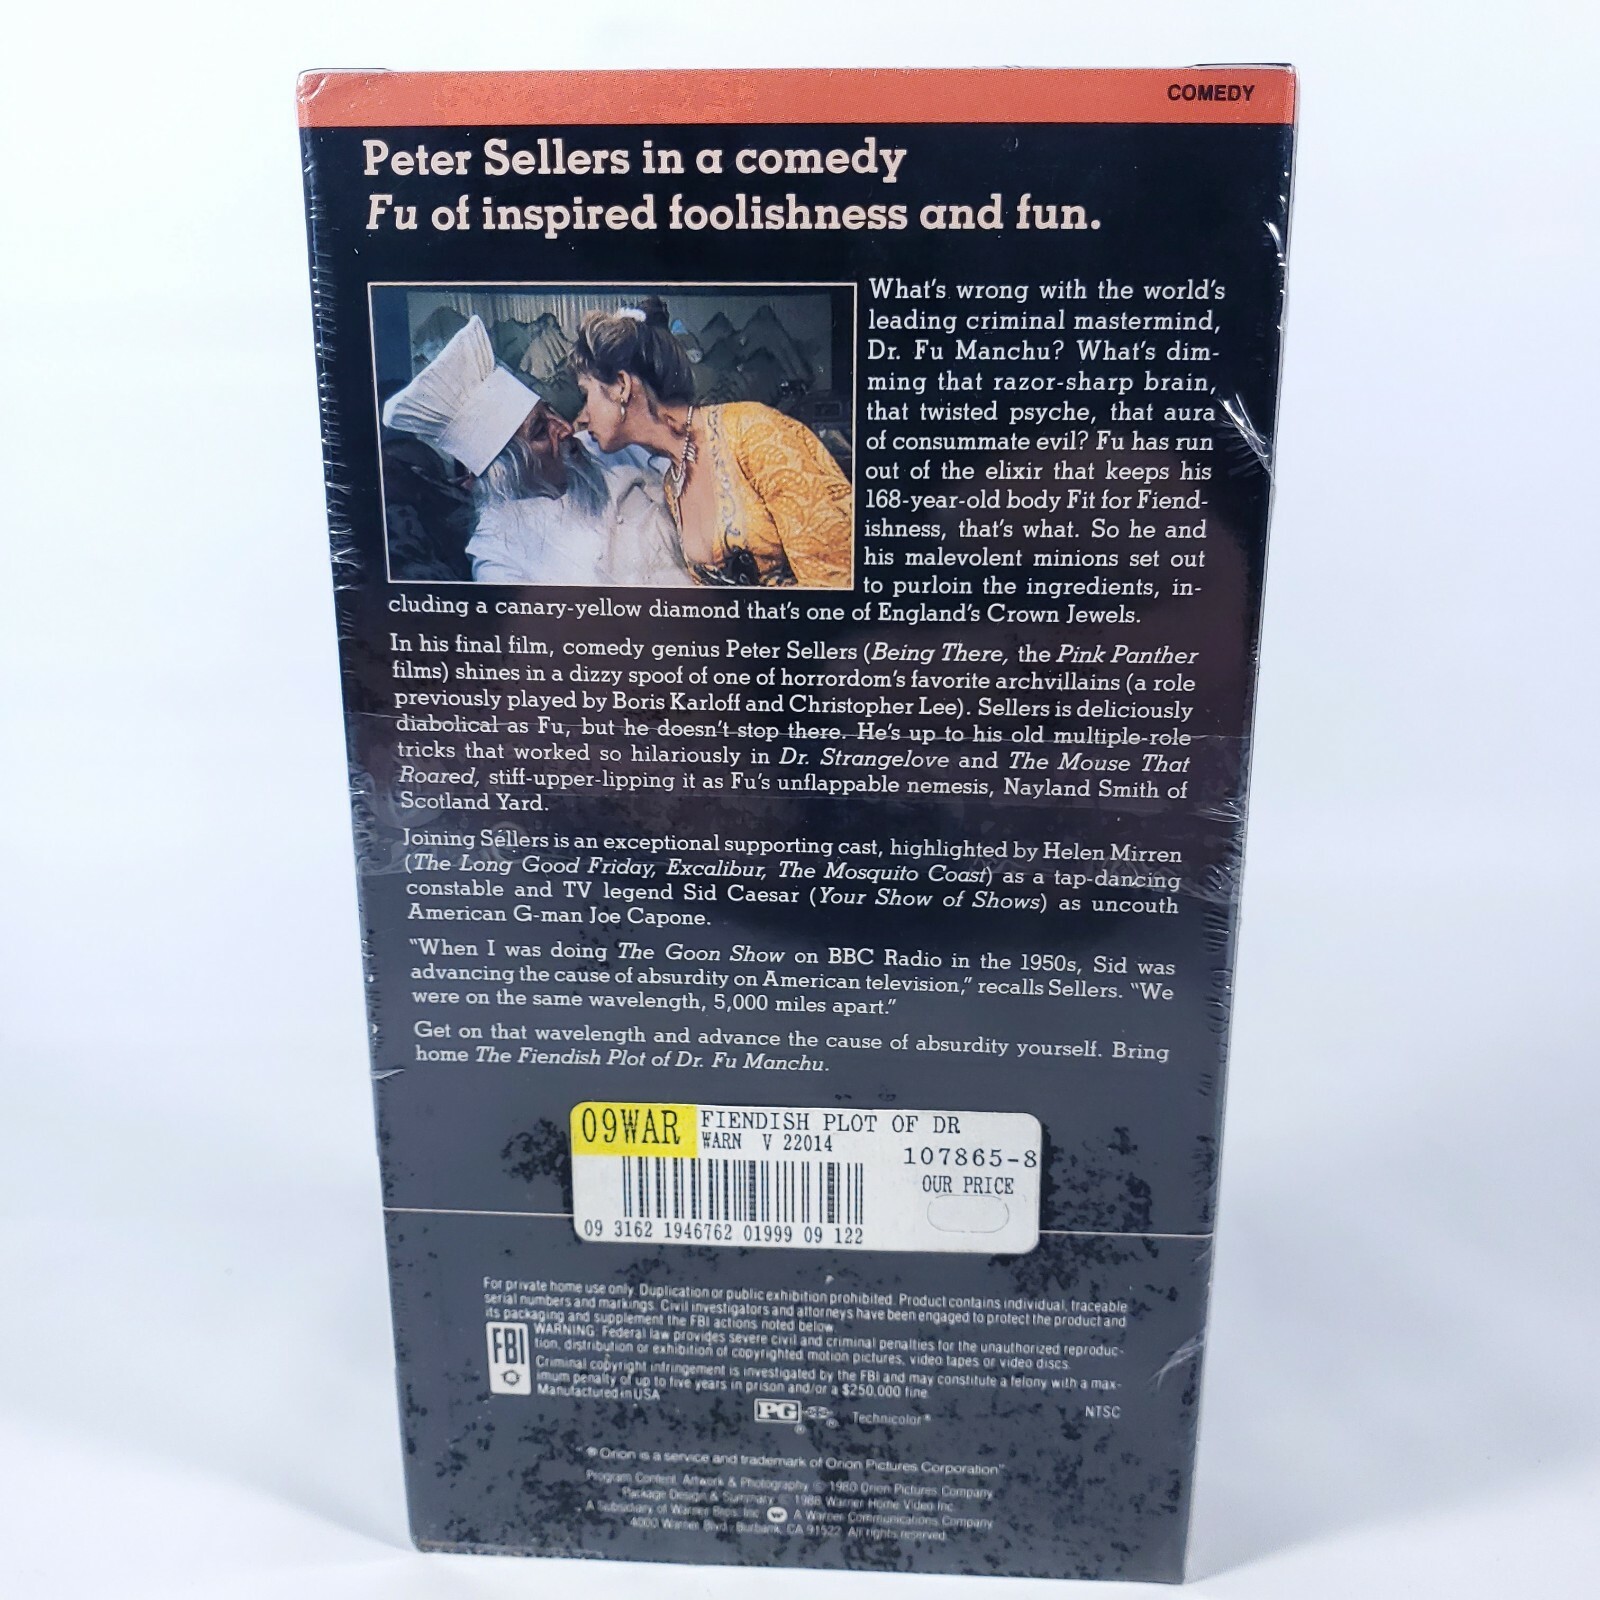 COMEDY
Peter Sellers in a comedy
Fu of inspired foolishness and fun.
What's wrong with the world's
leading criminal mastermind,
Dr. Fu Manchu? What's dim-
ming that razor-sharp brain,
that twisted psyche, that aura
of consummate evil? Fu has run
out of the elixir that keeps his
168-year-old body Fit for Fiend-
ishness, that's what. So he and
his malevolent minions set out
to purloin the ingredients, in-
cluding a canary-yellow diamond that's one of England's Crown Jewels.
In his final film, comedy genius Peter Sellers (Being There, the Pink Panther
films) shines in a dizzy spoof of one of horrordom's favorite archvillains (a role
previously played by Boris Karloff and Christopher Lee). Sellers is deliciously
diabolical as Fu, but he doesn't stop there. He's up to his old multiple-role
tricks that worked so hilariously in Dr. Strangelove and The Mouse That
Roared, stiff-upper-lipping it as Fu's unflappable nemesis, Nayland Smith of
Scotland Yard.
Joining Sellers is an exceptional supporting cast, highlighted by Helen Mirren
(The Long Good Friday, Excalibur, The Mosquito Coast) as a tap-dancing
constable and TV legend Sid Caesar (Your Show of Shows) as uncouth
American G-man Joe Capone.
"When I was doing The Goon Show on BBC Radio in the 1950s, Sid was
advancing the cause of absurdity on American television," recalls Sellers. "We
were on the same wavelength, 5,000 miles apart."
Get on that wavelength and advance the cause of absurdity yourself. Bring
home The Fiendish Plot of Dr. Fu Manchu.
09WAR FIENDISH PLOT OF DR
WARN V 22014
107865-8
OUR PRICE
09 3162 1946762 01999 09 122
For private home use only. Duplication or public exhibition prohibited. Product contains individual, traceable
serial numbers and markings. Civil investigators and attorneys have been engaged to protect the product and
its packaging and supplement the FBI actions noted below.
FBI
WARNING: Federal law provides severe civil and criminal penalties for the unauthorized reproduc-
tion, distribution or exhibition of copyrighted motion pictures, video tapes or video discs.
Criminal copyright infringement is investigated by the FBI and may constitute a felony with a max-
imum penalty of up to five years in prison and/or a $250,000 fine.
Manufactured in USA
PG ® Technicolor® NTSC
"® Orion is a service and trademark of Orion Pictures Corporation"
Program Content, Artwork & Photography © 1980 Orion Pictures Company
Package Design & Summary © 1988 Warner Home Video Inc.
A Subsidiary of Warner Bros. Inc. A Warner Communications Company
4000 Warner Blvd., Burbank, CA 91522 All rights reserved.